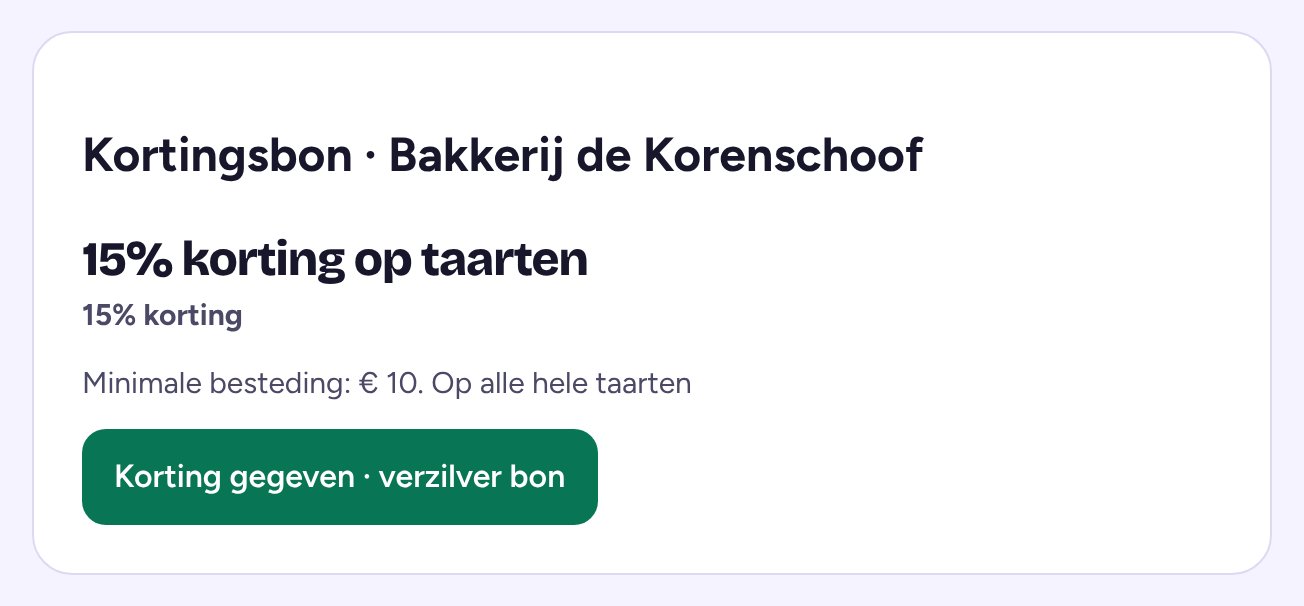 Kortingsbon · Bakkerij de Korenschoof
15% korting op taarten
15% korting
Minimale besteding: € 10. Op alle hele taarten
Korting gegeven · verzilver bon